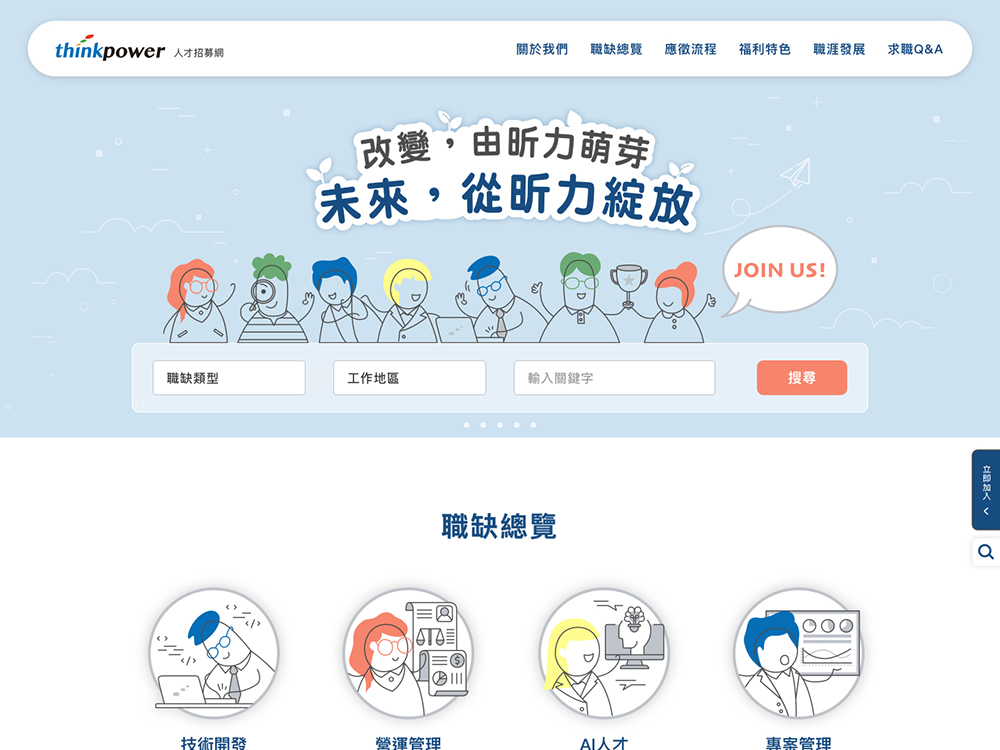 thinkpower 人才招募網
關於我們 職缺總覽 應徵流程 福利特色 職涯發展 求職Q&A
改變，由昕力萌芽
未來，從昕力綻放
JOIN US!
職缺類型 工作地區 輸入關鍵字 搜尋
立即加入
職缺總覽
技術開發 營運管理 AI人才 專案管理